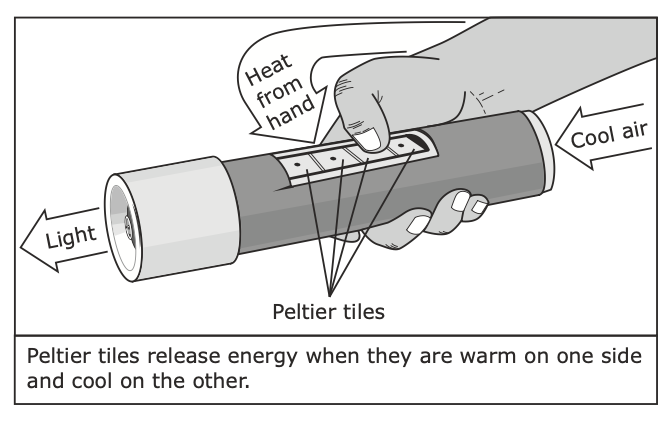 Heat
from
hand
Cool air
Light
Peltier tiles
Peltier tiles release energy when they are warm on one side
and cool on the other.